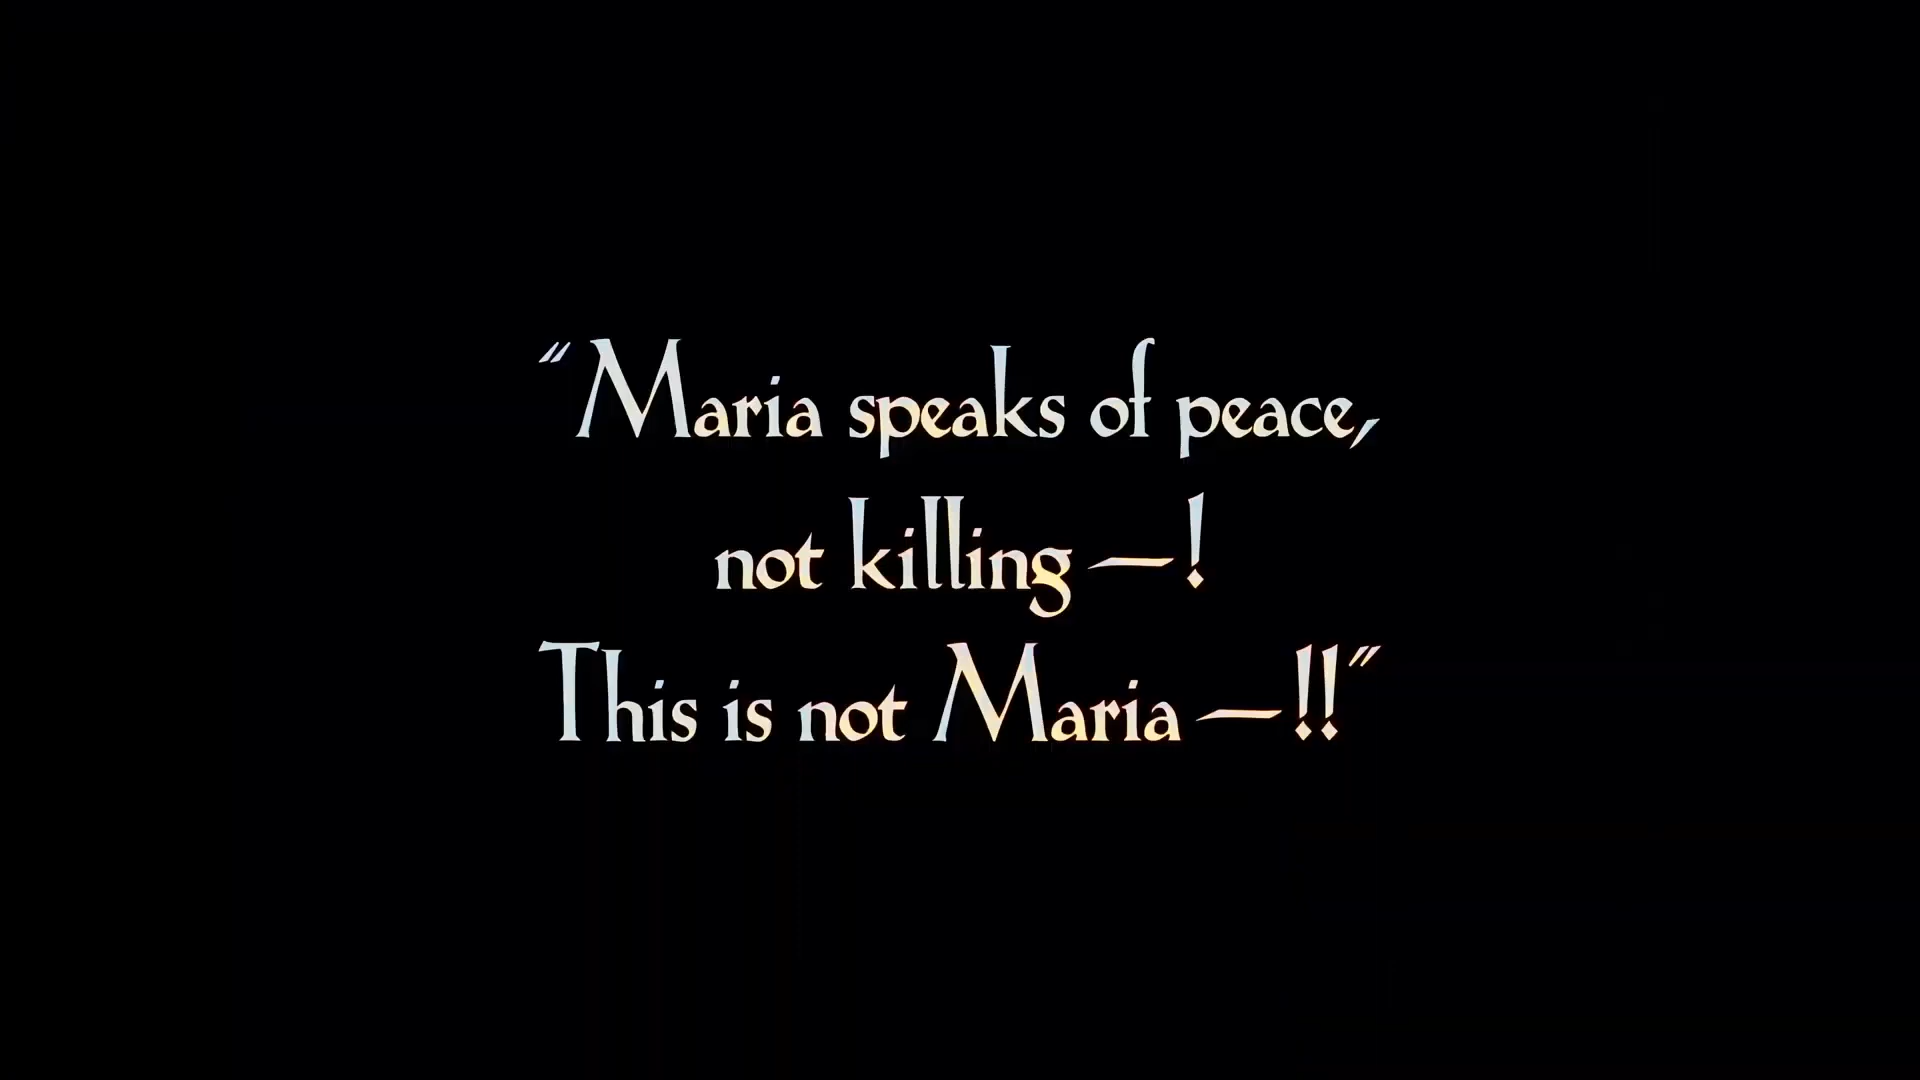 "Maria speaks of peace,
not killing —!
This is not Maria —!!"